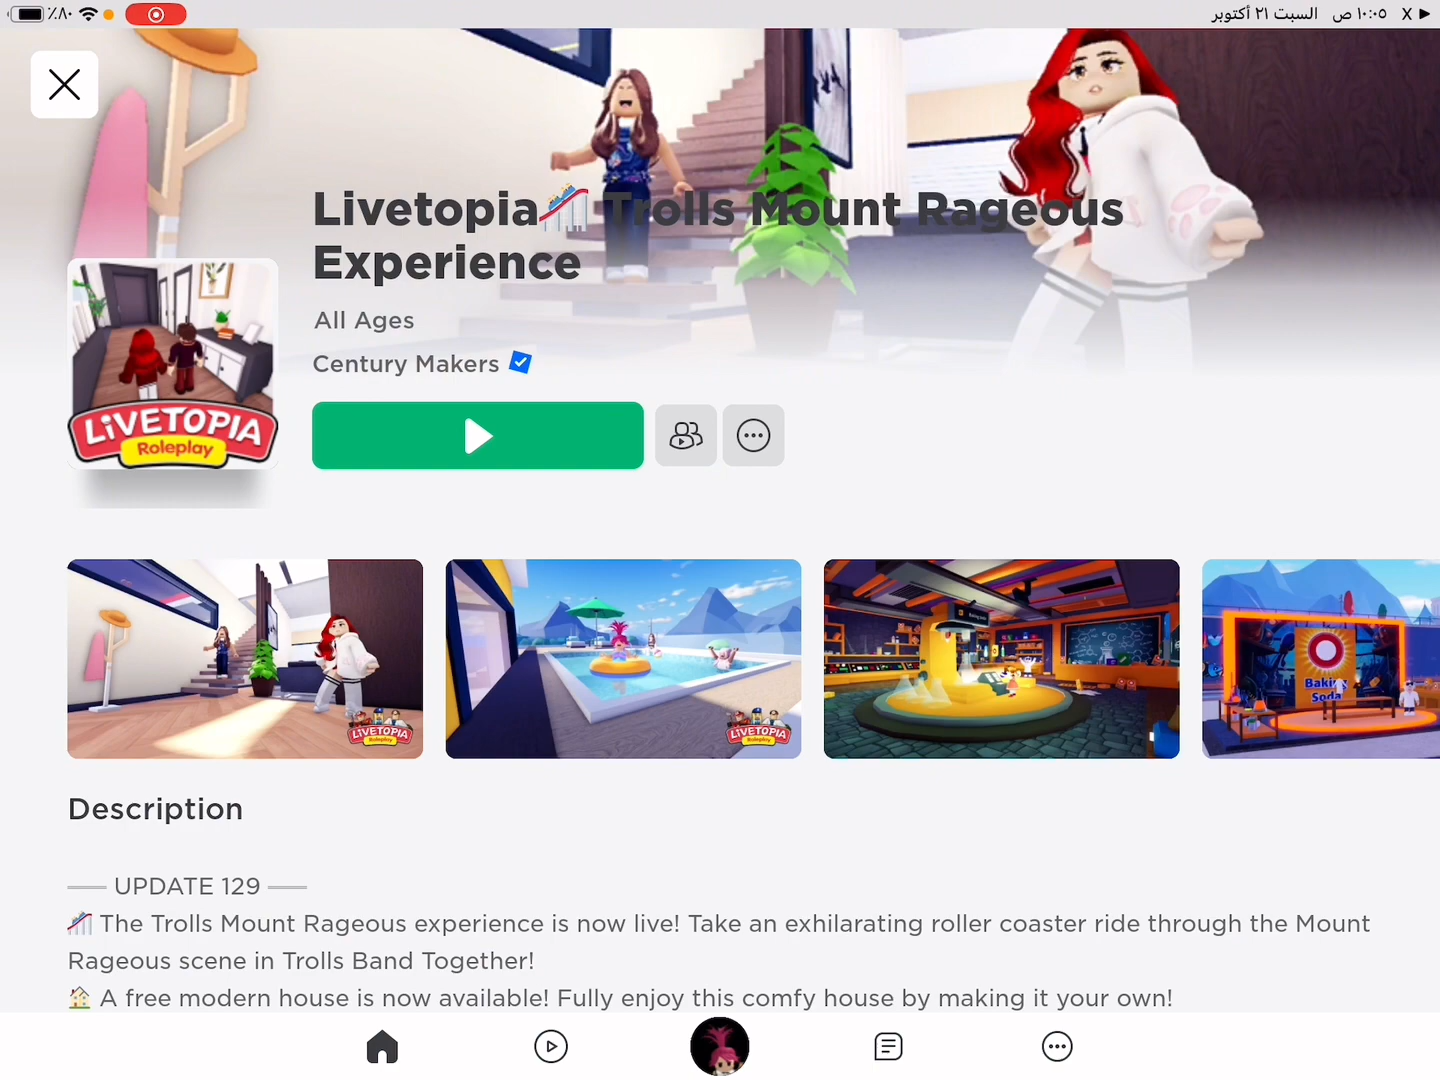 ٪٨٠
السبت ٢١ أكتوبر ١٠:٠٥ ص X ◀
Livetopia🎢 Trolls Mount Rageous
Experience
All Ages
Century Makers
LIVETOPIA
Roleplay
LIVETOPIA
Roleplay
LIVETOPIA
Roleplay
Baking
Soda
Description
—— UPDATE 129 ——
🎢 The Trolls Mount Rageous experience is now live! Take an exhilarating roller coaster ride through the Mount
Rageous scene in Trolls Band Together!
🏠 A free modern house is now available! Fully enjoy this comfy house by making it your own!